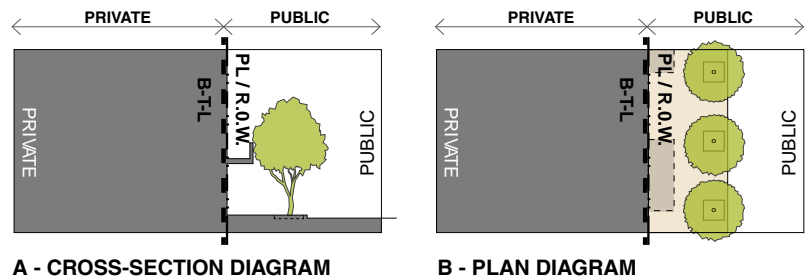 PRIVATE
PUBLIC
PRIVATE
B-T-L
PL / R.O.W.
PUBLIC
A - CROSS-SECTION DIAGRAM
PRIVATE
PUBLIC
PRIVATE
B-T-L
PL / R.O.W.
PUBLIC
B - PLAN DIAGRAM